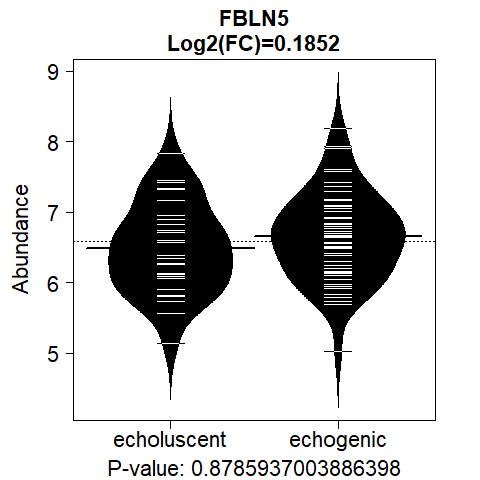 FBLN5
Log2(FC)=0.1852
Abundance
9
8
7
6
5
echoluscent
echogenic
P-value: 0.8785937003886398